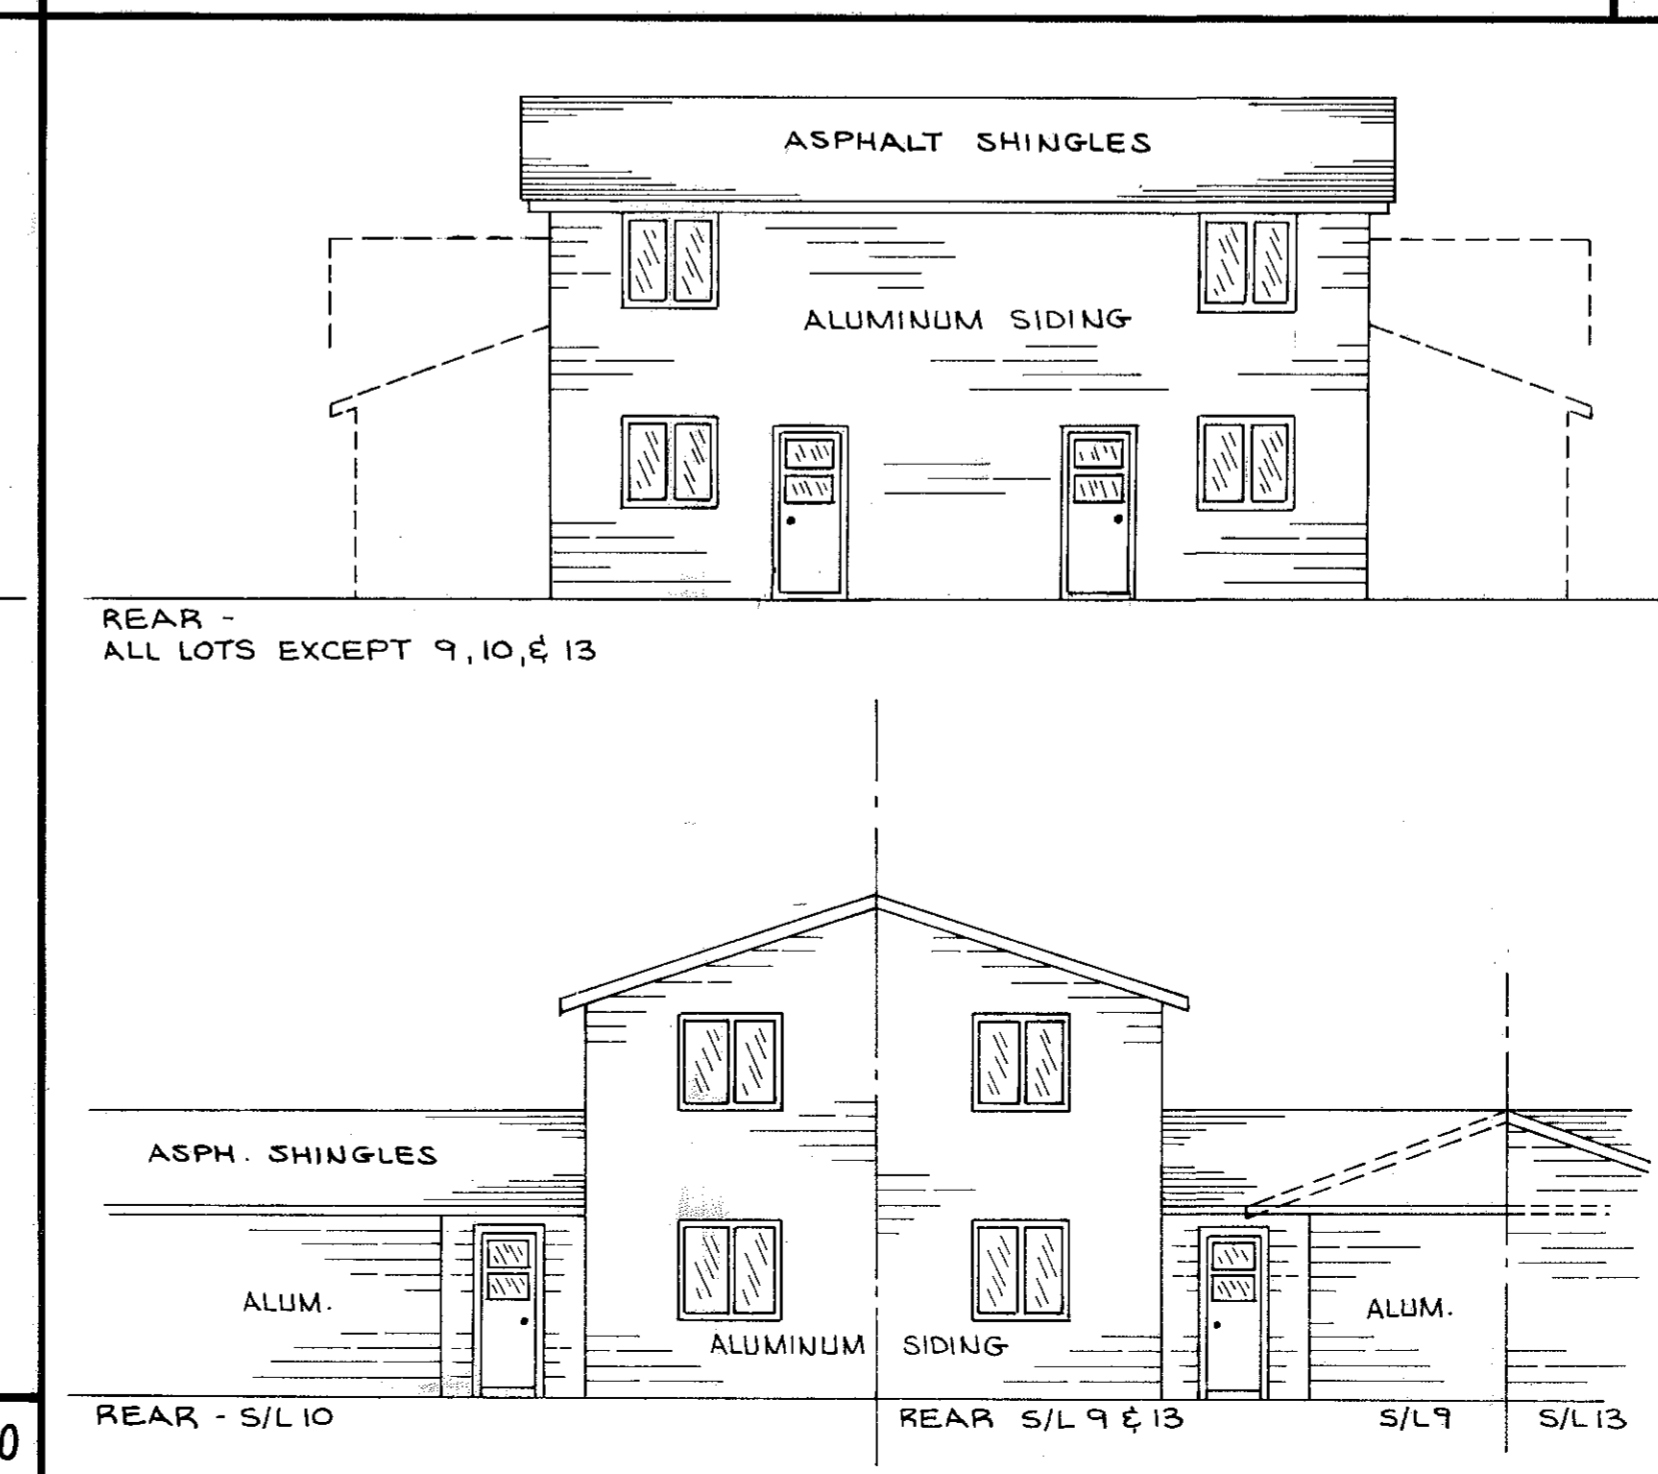 ASPHALT SHINGLES
ALUMINUM SIDING
REAR -
ALL LOTS EXCEPT 9, 10, & 13
ASPH. SHINGLES
ALUM.
ALUM.
ALUMINUM SIDING
REAR - S/L 10
REAR S/L 9 & 13
S/L 9
S/L 13
0